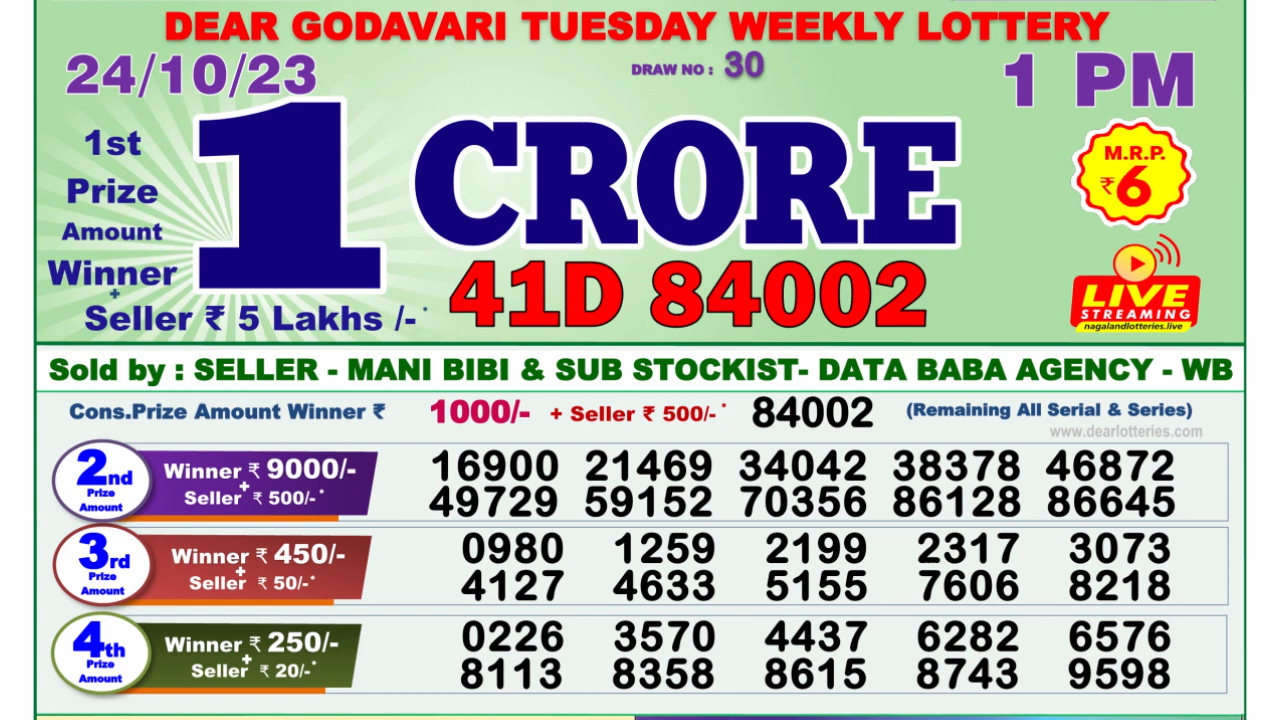 DEAR GODAVARI TUESDAY WEEKLY LOTTERY
24/10/23
DRAW NO : 30
1 PM
1st
Prize
Amount
Winner
+
Seller ₹ 5 Lakhs /-*
1 CRORE
41D 84002
M.R.P.
₹6
LIVE
STREAMING
nagalandlotteries.live
Sold by : SELLER - MANI BIBI & SUB STOCKIST- DATA BABA AGENCY - WB
Cons.Prize Amount Winner ₹ 1000/- + Seller ₹ 500/-* 84002 (Remaining All Serial & Series)
www.dearlotteries.com
2nd
Prize
Amount
Winner ₹ 9000/-
+
Seller ₹ 500/-*
16900 21469 34042 38378 46872
49729 59152 70356 86128 86645
3rd
Prize
Amount
Winner ₹ 450/-
+
Seller ₹ 50/-*
0980 1259 2199 2317 3073
4127 4633 5155 7606 8218
4th
Prize
Amount
Winner ₹ 250/-
+
Seller ₹ 20/-*
0226 3570 4437 6282 6576
8113 8358 8615 8743 9598